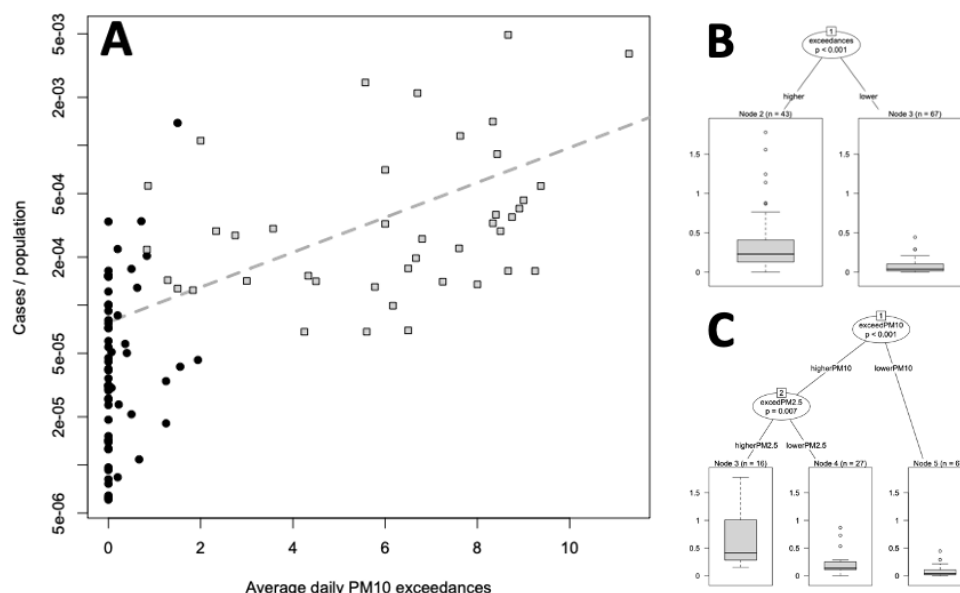 A
5e-03
2e-03
5e-04
2e-04
5e-05
2e-05
5e-06
Cases / population
0 2 4 6 8 10
Average daily PM10 exceedances
B
1
exceedances
p < 0.001
higher lower
Node 2 (n = 43) Node 3 (n = 67)
1.5 1.5
1 1
0.5 0.5
0 0
C
1
exceedPM10
p < 0.001
higherPM10 lowerPM10
2
excedPM2.5
p = 0.007
higherPM2.5 lowerPM2.5
Node 3 (n = 16) Node 4 (n = 27) Node 5 (n = 6
1.5 1.5 1.5
1 1 1
0.5 0.5 0.5
0 0 0